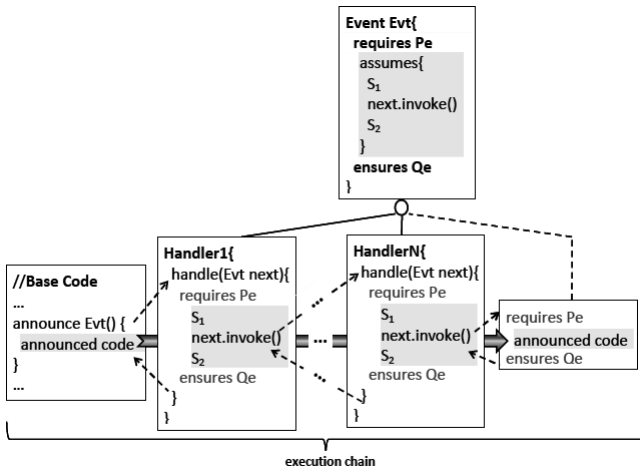 Event Evt{
requires Pe
assumes{
S₁
next.invoke()
S₂
}
ensures Qe
}
//Base Code
...
announce Evt() {
announced code
}
...
Handler1{
handle(Evt next){
requires Pe
S₁
next.invoke()
S₂
ensures Qe
}
}
...
...
...
HandlerN{
handle(Evt next){
requires Pe
S₁
next.invoke()
S₂
ensures Qe
}
}
requires Pe
announced code
ensures Qe
execution chain